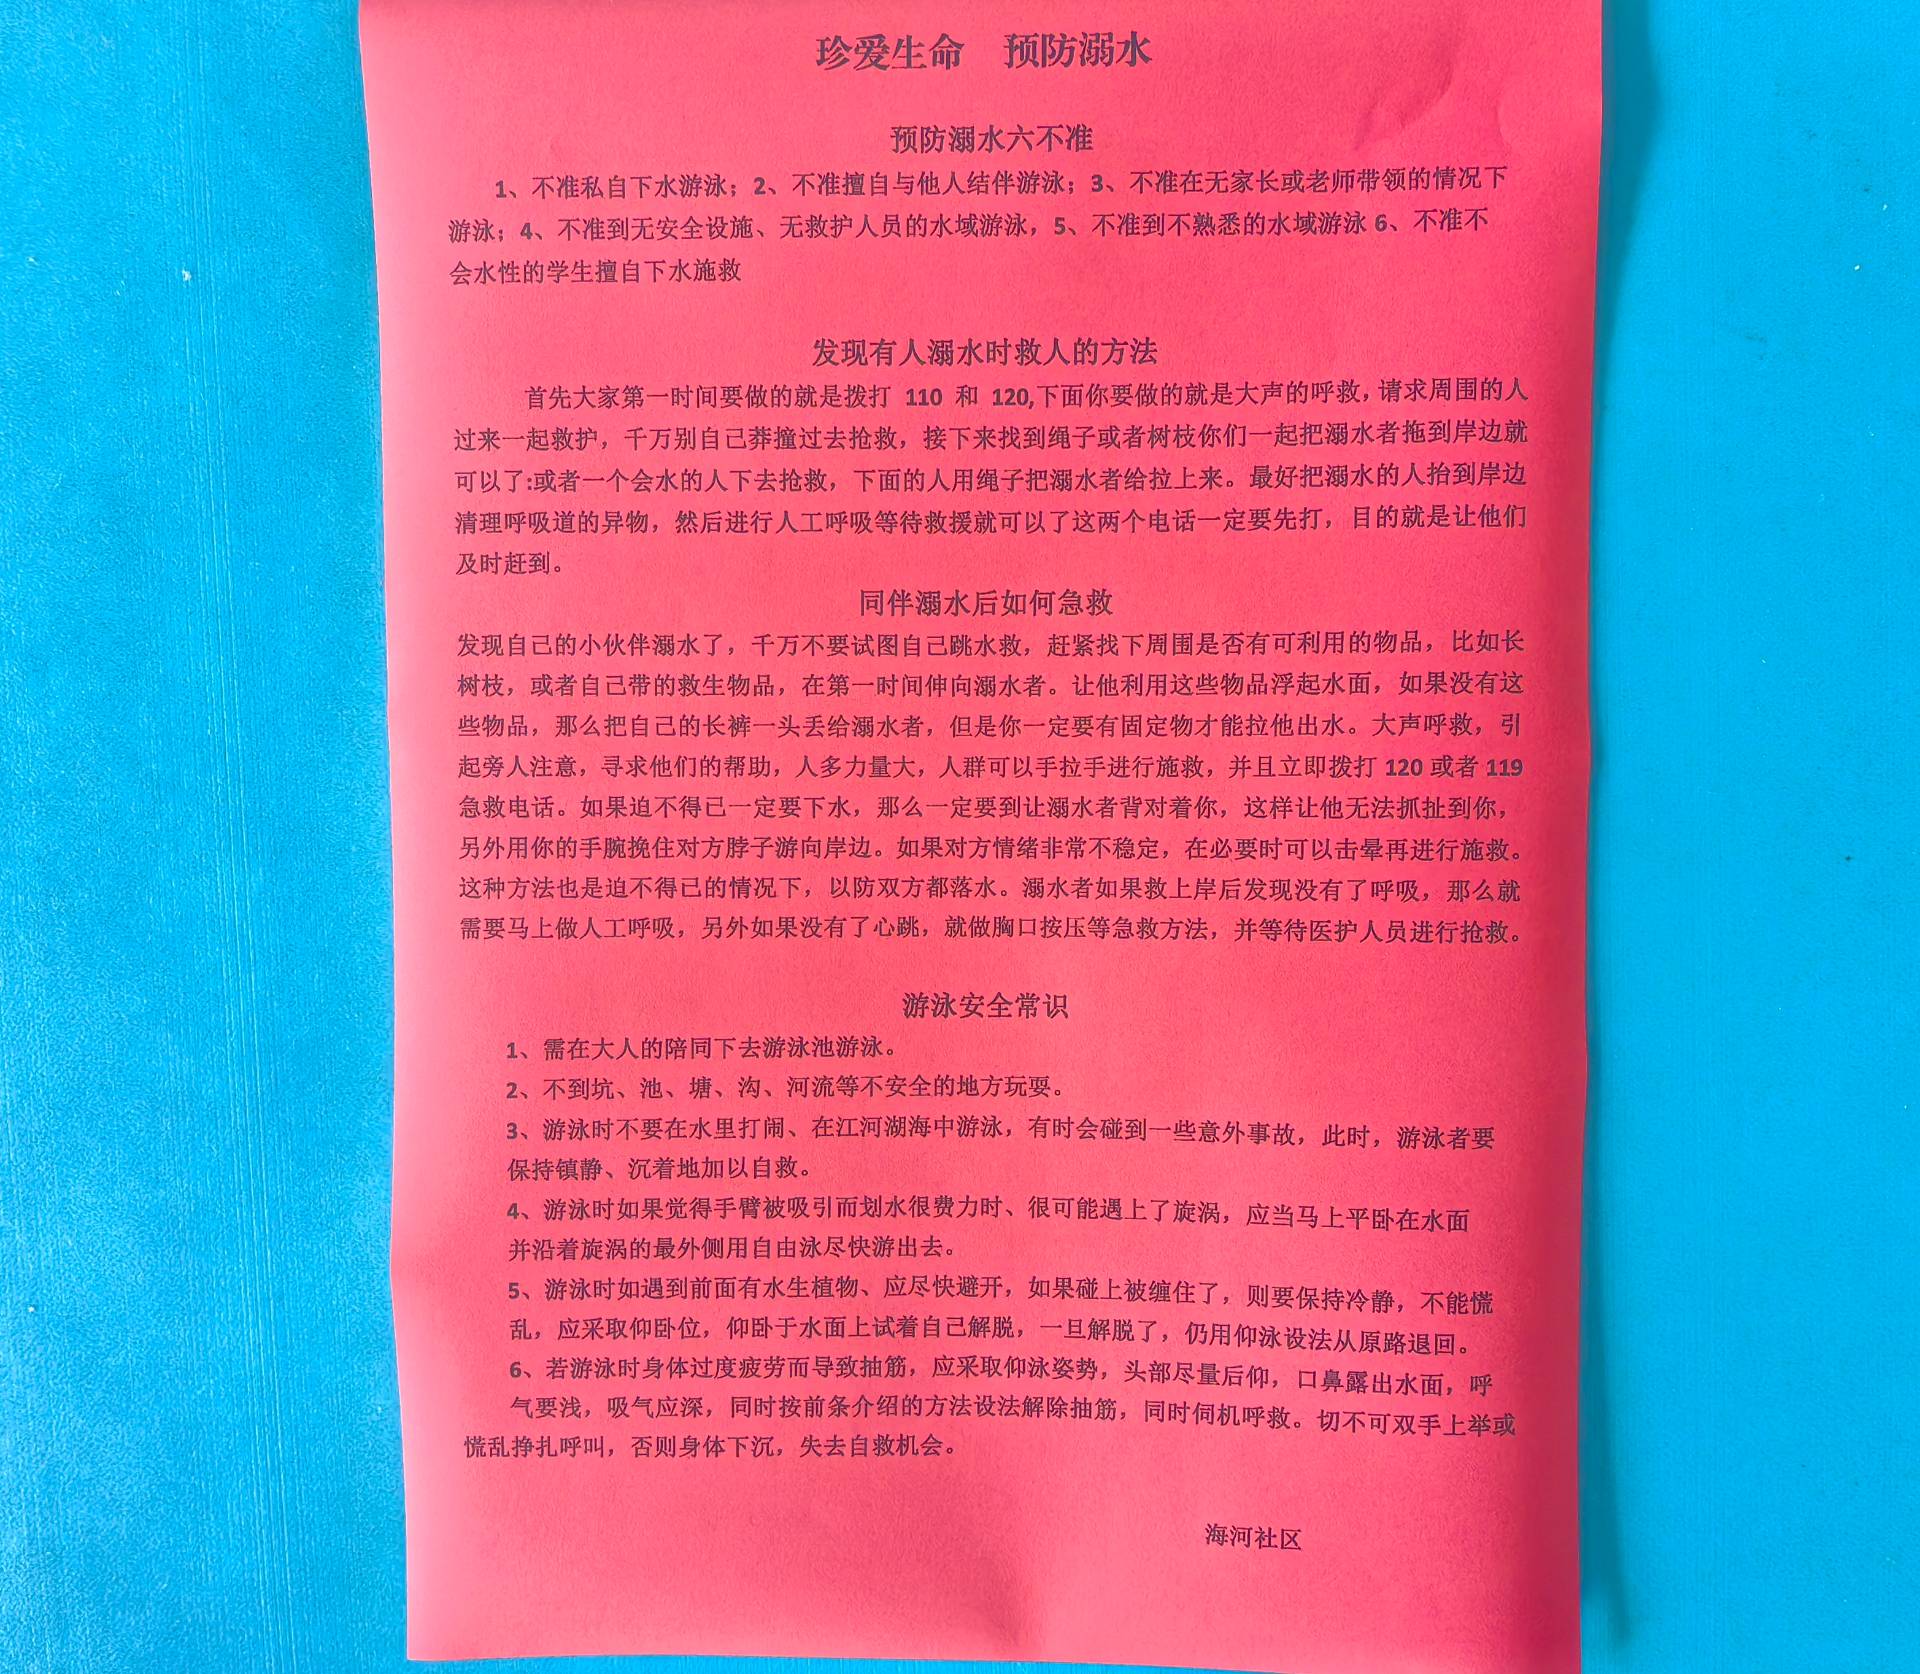 珍爱生命　预防溺水
预防溺水六不准
1、不准私自下水游泳；2、不准擅自与他人结伴游泳；3、不准在无家长或老师带领的情况下
游泳；4、不准到无安全设施、无救护人员的水域游泳，5、不准到不熟悉的水域游泳 6、不准不
会水性的学生擅自下水施救
发现有人溺水时救人的方法
首先大家第一时间要做的就是拨打 110 和 120,下面你要做的就是大声的呼救，请求周围的人
过来一起救护，千万别自己莽撞过去抢救，接下来找到绳子或者树枝你们一起把溺水者拖到岸边就
可以了:或者一个会水的人下去抢救，下面的人用绳子把溺水者给拉上来。最好把溺水的人抬到岸边
清理呼吸道的异物，然后进行人工呼吸等待救援就可以了这两个电话一定要先打，目的就是让他们
及时赶到。
同伴溺水后如何急救
发现自己的小伙伴溺水了，千万不要试图自己跳水救，赶紧找下周围是否有可利用的物品，比如长
树枝，或者自己带的救生物品，在第一时间伸向溺水者。让他利用这些物品浮起水面，如果没有这
些物品，那么把自己的长裤一头丢给溺水者，但是你一定要有固定物才能拉他出水。大声呼救，引
起旁人注意，寻求他们的帮助，人多力量大，人群可以手拉手进行施救，并且立即拨打 120 或者 119
急救电话。如果迫不得已一定要下水，那么一定要到让溺水者背对着你，这样让他无法抓扯到你，
另外用你的手腕挽住对方脖子游向岸边。如果对方情绪非常不稳定，在必要时可以击晕再进行施救。
这种方法也是迫不得已的情况下，以防双方都落水。溺水者如果救上岸后发现没有了呼吸，那么就
需要马上做人工呼吸，另外如果没有了心跳，就做胸口按压等急救方法，并等待医护人员进行抢救。
游泳安全常识
1、需在大人的陪同下去游泳池游泳。
2、不到坑、池、塘、沟、河流等不安全的地方玩耍。
3、游泳时不要在水里打闹、在江河湖海中游泳，有时会碰到一些意外事故，此时，游泳者要
保持镇静、沉着地加以自救。
4、游泳时如果觉得手臂被吸引而划水很费力时、很可能遇上了旋涡，应当马上平卧在水面
并沿着旋涡的最外侧用自由泳尽快游出去。
5、游泳时如遇到前面有水生植物、应尽快避开，如果碰上被缠住了，则要保持冷静，不能慌
乱，应采取仰卧位，仰卧于水面上试着自己解脱，一旦解脱了，仍用仰泳设法从原路退回。
6、若游泳时身体过度疲劳而导致抽筋，应采取仰泳姿势，头部尽量后仰，口鼻露出水面，呼
气要浅，吸气应深，同时按前条介绍的方法设法解除抽筋，同时伺机呼救。切不可双手上举或
慌乱挣扎呼叫，否则身体下沉，失去自救机会。
海河社区